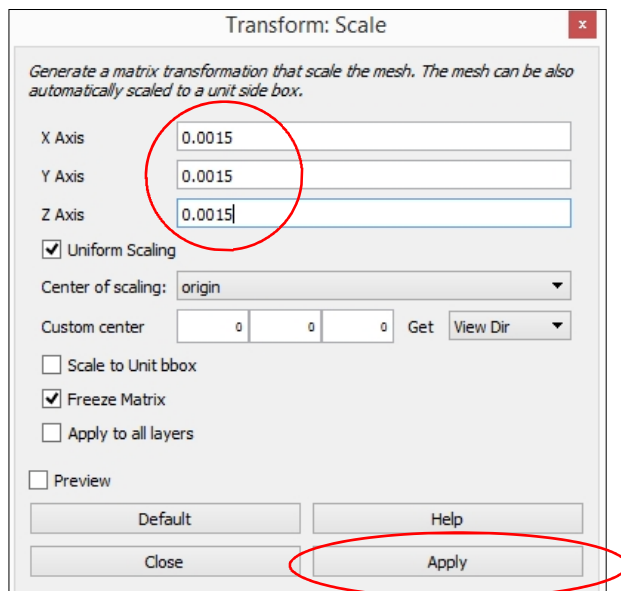 Transform: Scale
x
Generate a matrix transformation that scale the mesh. The mesh can be also
automatically scaled to a unit side box.
X Axis 0.0015
Y Axis 0.0015
Z Axis 0.0015
Uniform Scaling
Center of scaling: origin
Custom center 0 0 0 Get View Dir
Scale to Unit bbox
Freeze Matrix
Apply to all layers
Preview
Default Help
Close Apply